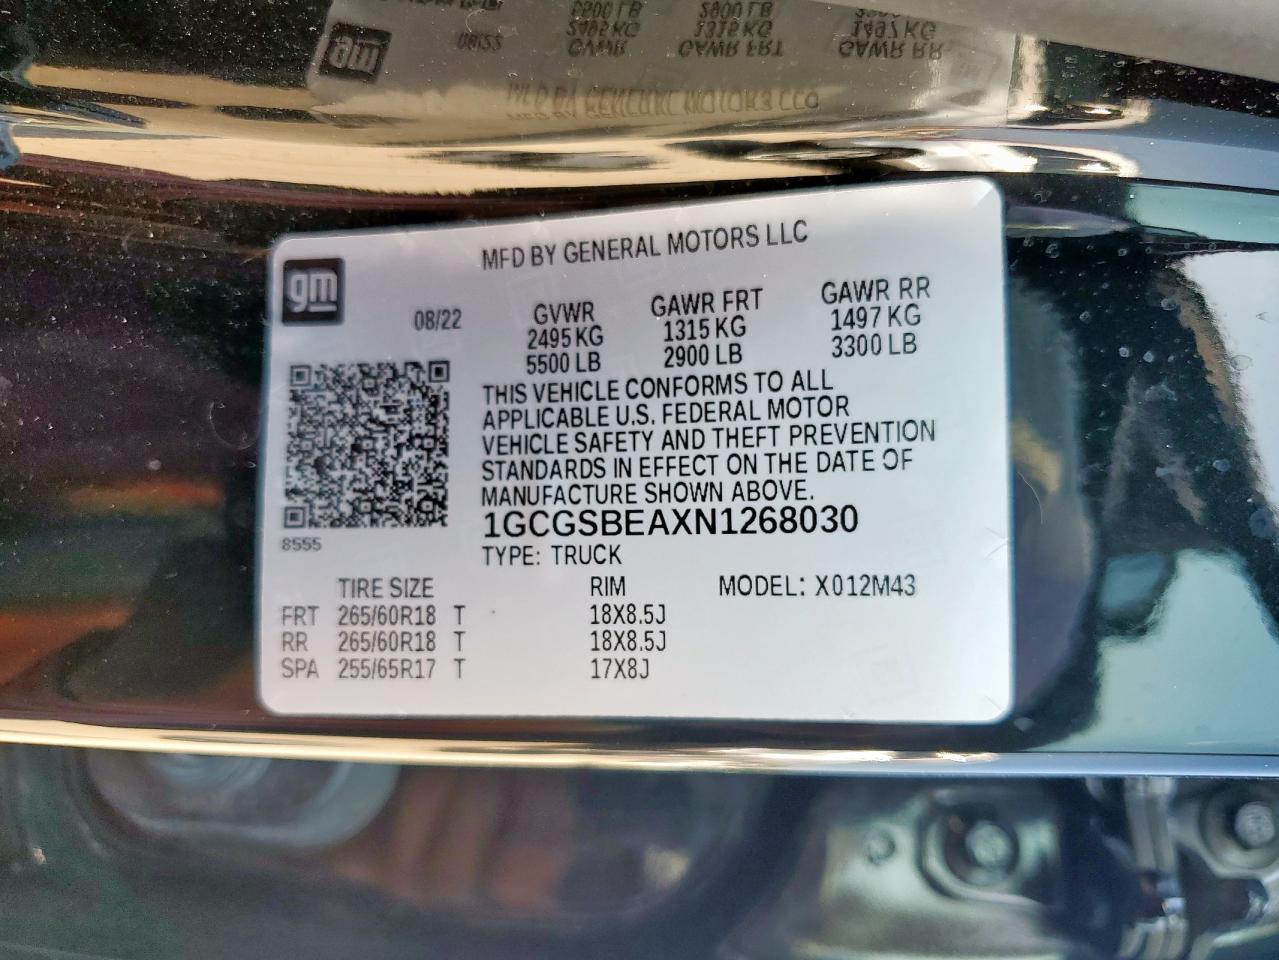 MFD BY GENERAL MOTORS LLC
gm
08/22 GVWR GAWR FRT GAWR RR
2495 KG 1315 KG 1497 KG
5500 LB 2900 LB 3300 LB
THIS VEHICLE CONFORMS TO ALL
APPLICABLE U.S. FEDERAL MOTOR
VEHICLE SAFETY AND THEFT PREVENTION
STANDARDS IN EFFECT ON THE DATE OF
MANUFACTURE SHOWN ABOVE.
1GCGSBEAXN1268030
8555
TYPE: TRUCK
TIRE SIZE RIM MODEL: X012M43
FRT 265/60R18 T 18X8.5J
RR 265/60R18 T 18X8.5J
SPA 255/65R17 T 17X8J